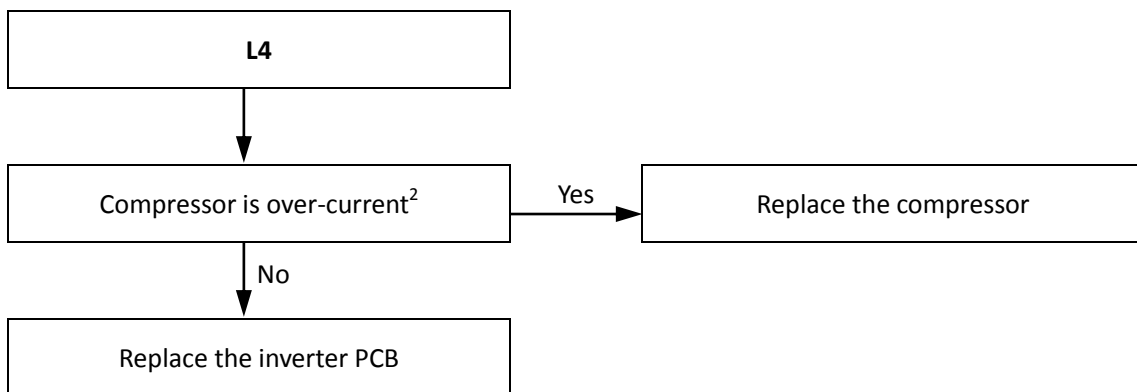 L4
Compressor is over-current²
Yes
Replace the compressor
No
Replace the inverter PCB